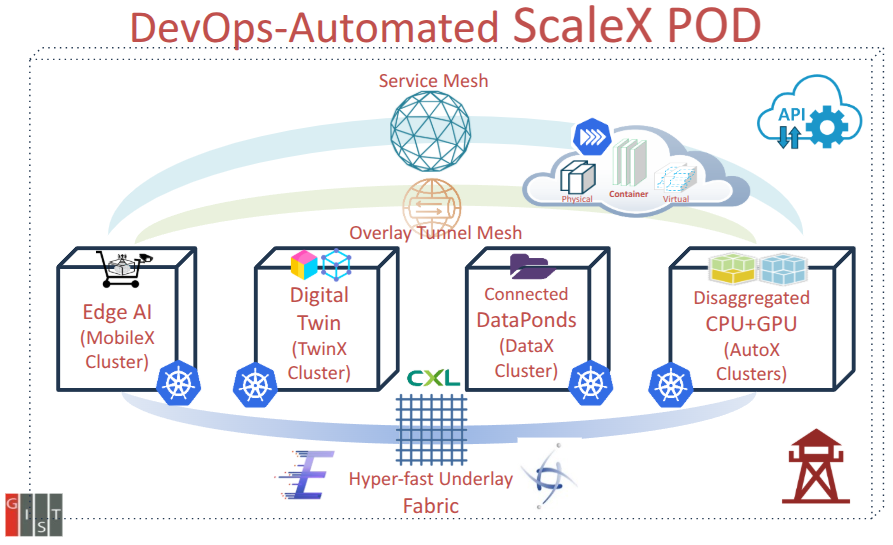 DevOps-Automated ScaleX POD
Service Mesh
API
Physical
Container
Virtual
Overlay Tunnel Mesh
Edge AI
(MobileX
Cluster)
Digital
Twin
(TwinX
Cluster)
Connected
DataPonds
(DataX
Cluster)
Disaggregated
CPU+GPU
(AutoX
Clusters)
CXL
Hyper-fast Underlay
Fabric
E
GIST